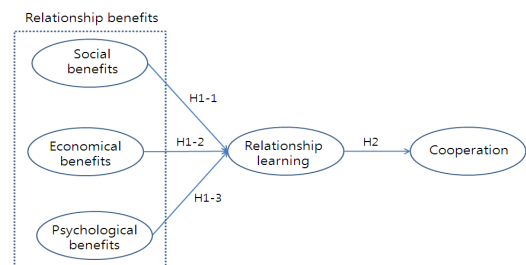 Relationship benefits
Social
benefits
H1-1
Economical
benefits
H1-2
Relationship
learning
H2
Cooperation
H1-3
Psychological
benefits